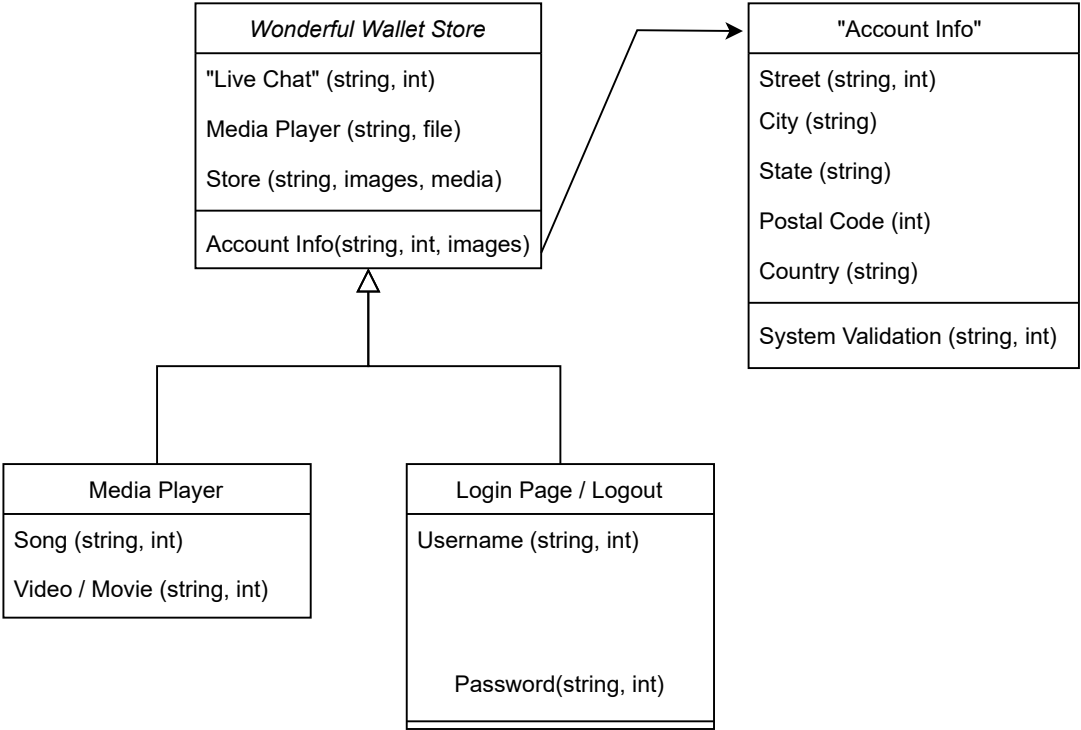 Wonderful Wallet Store
"Live Chat" (string, int)
Media Player (string, file)
Store (string, images, media)
Account Info(string, int, images)
"Account Info"
Street (string, int)
City (string)
State (string)
Postal Code (int)
Country (string)
System Validation (string, int)
Media Player
Song (string, int)
Video / Movie (string, int)
Login Page / Logout
Username (string, int)
Password(string, int)